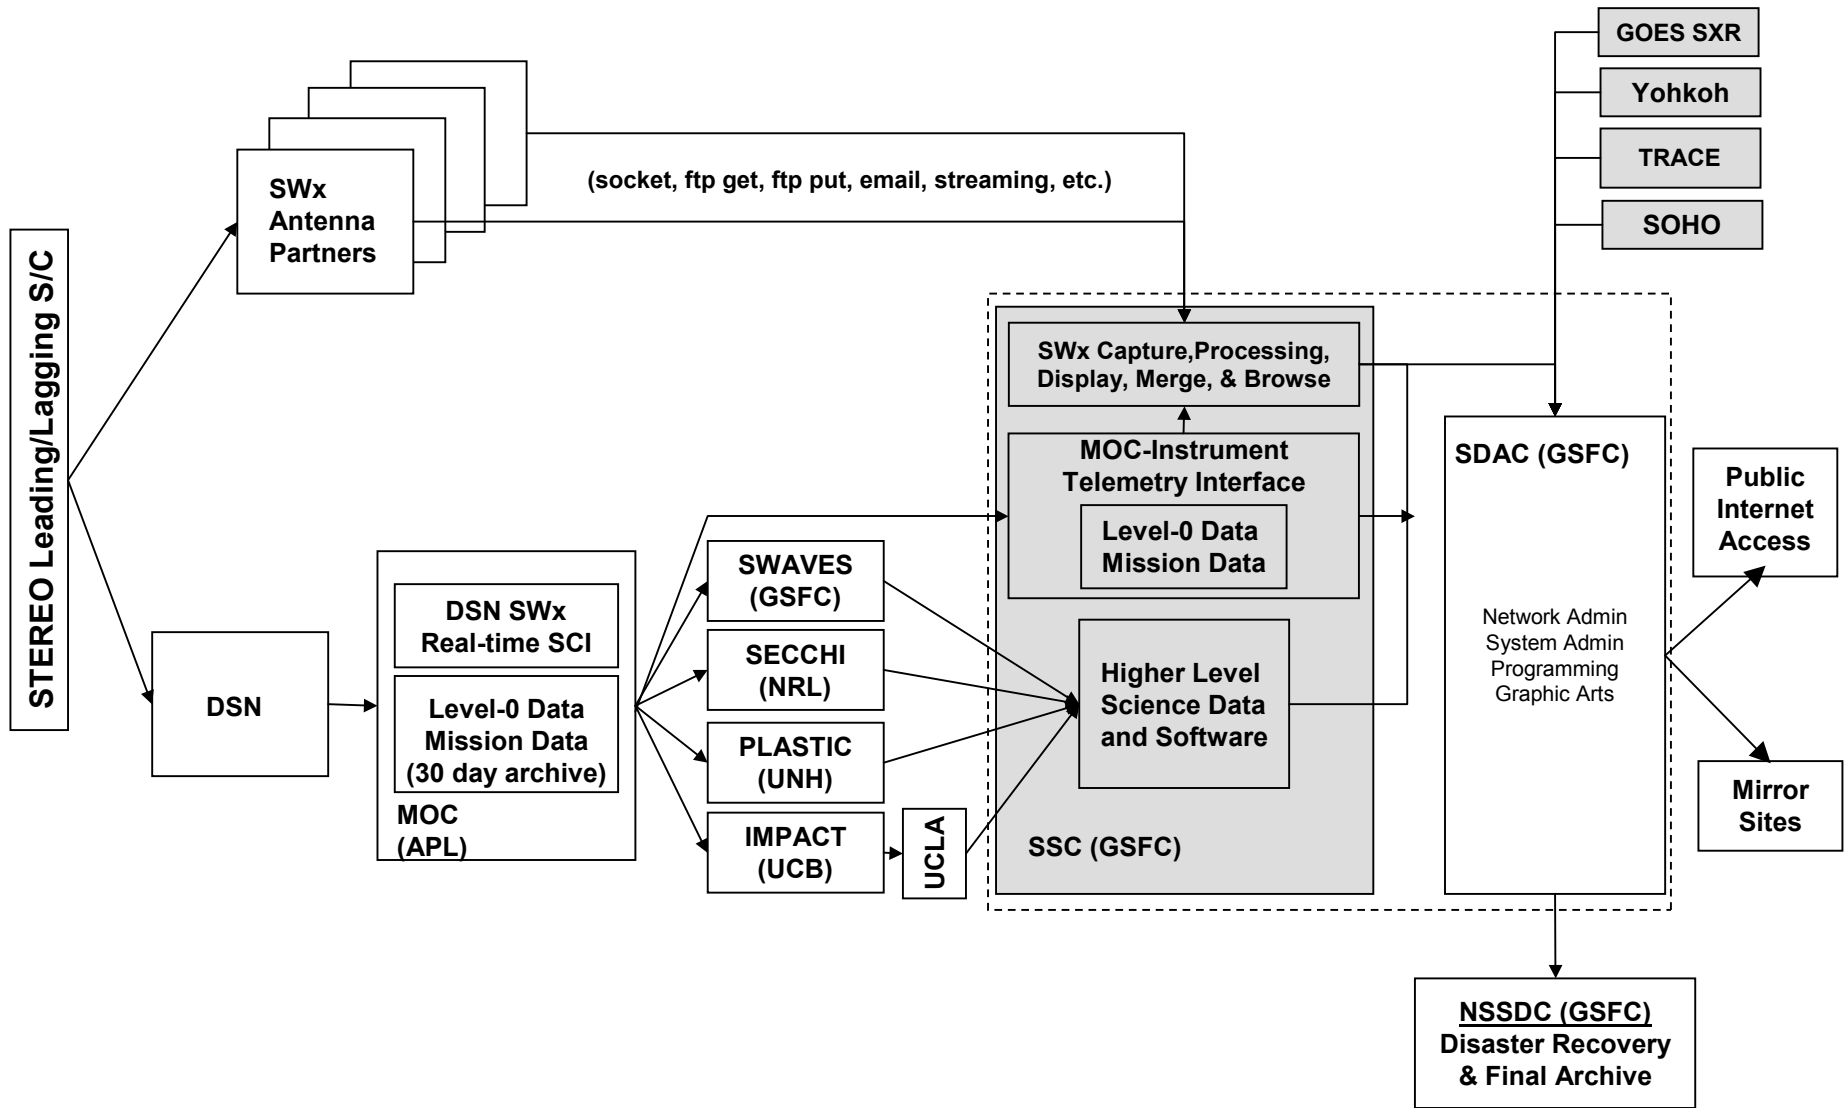 GOES SXR
Yohkoh
TRACE
SOHO
SWx
Antenna
Partners
(socket, ftp get, ftp put, email, streaming, etc.)
STEREO Leading/Lagging S/C
DSN
DSN SWx
Real-time SCI
Level-0 Data
Mission Data
(30 day archive)
MOC
(APL)
SWAVES
(GSFC)
SECCHI
(NRL)
PLASTIC
(UNH)
IMPACT
(UCB)
UCLA
SWx Capture,Processing,
Display, Merge, & Browse
MOC-Instrument
Telemetry Interface
Level-0 Data
Mission Data
Higher Level
Science Data
and Software
SSC (GSFC)
SDAC (GSFC)
Network Admin
System Admin
Programming
Graphic Arts
Public
Internet
Access
Mirror
Sites
NSSDC (GSFC)
Disaster Recovery
& Final Archive